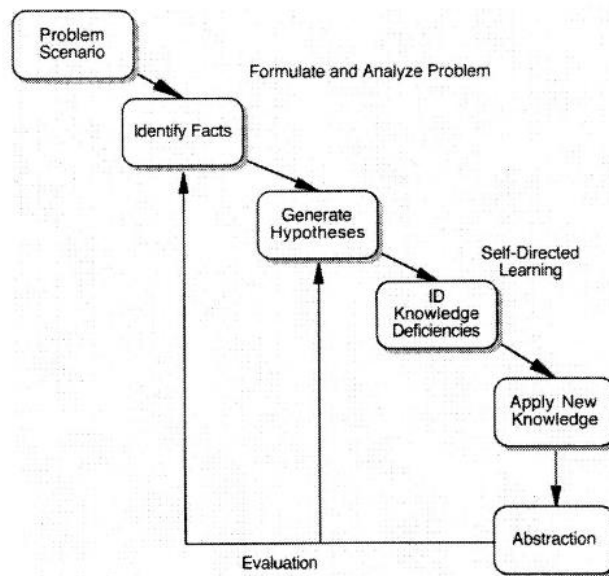 Problem
Scenario
Formulate and Analyze Problem
Identify Facts
Generate
Hypotheses
Self-Directed
Learning
ID
Knowledge
Deficiencies
Apply New
Knowledge
Abstraction
Evaluation